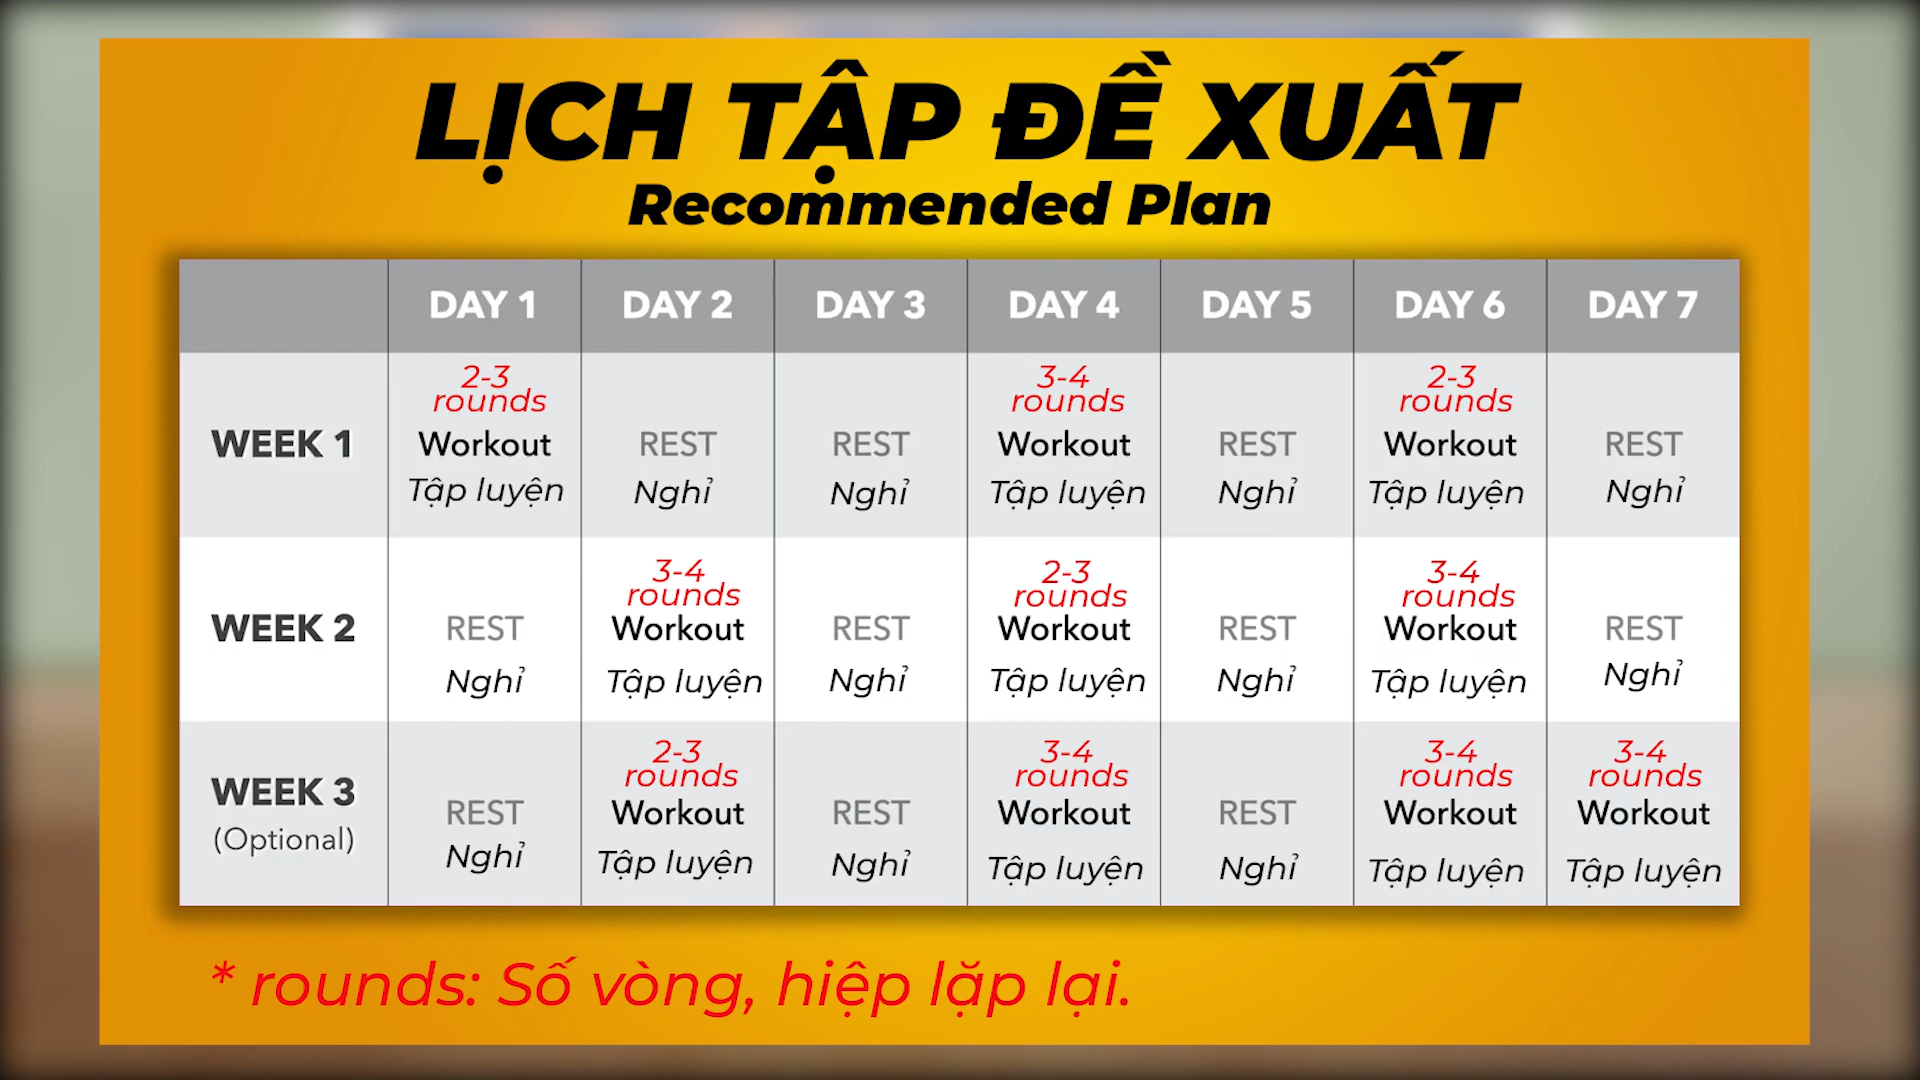 LỊCH TẬP ĐỀ XUẤT
Recommended Plan
DAY 1 DAY 2 DAY 3 DAY 4 DAY 5 DAY 6 DAY 7
2-3 3-4 2-3
rounds rounds rounds
WEEK 1 Workout REST REST Workout REST Workout REST
Tập luyện Nghỉ Nghỉ Tập luyện Nghỉ Tập luyện Nghỉ
3-4 2-3 3-4
rounds rounds rounds
WEEK 2 REST Workout REST Workout REST Workout REST
Nghỉ Tập luyện Nghỉ Tập luyện Nghỉ Tập luyện Nghỉ
2-3 3-4 3-4 3-4
rounds rounds rounds rounds
WEEK 3 REST Workout REST Workout REST Workout Workout
(Optional) Nghỉ Tập luyện Nghỉ Tập luyện Nghỉ Tập luyện Tập luyện
* rounds: Số vòng, hiệp lặp lại.